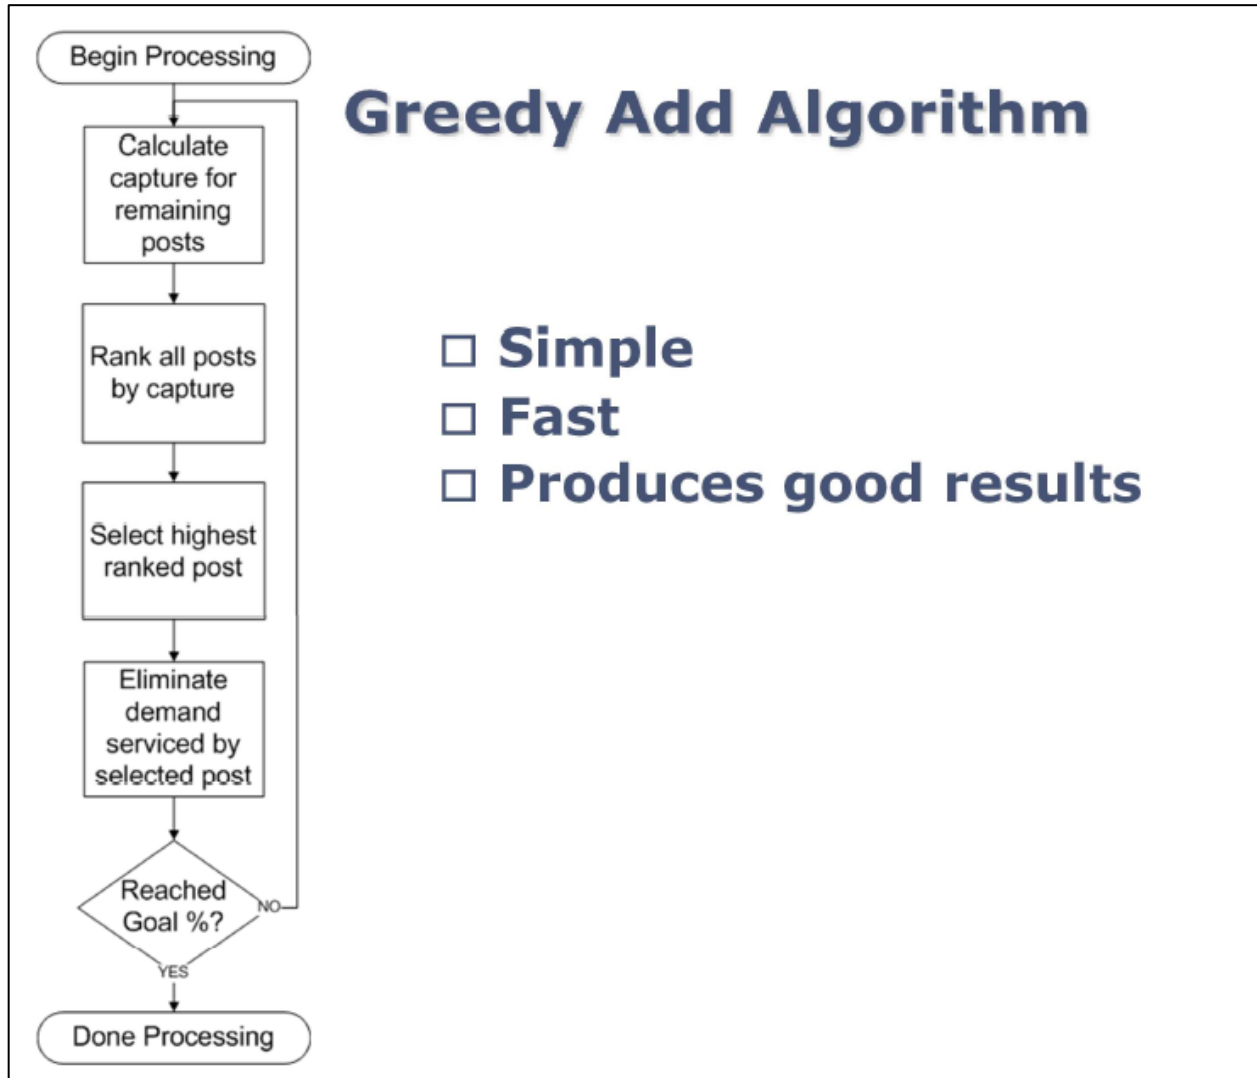 Begin Processing
Greedy Add Algorithm
Calculate
capture for
remaining
posts
Rank all posts
by capture
Select highest
ranked post
Eliminate
demand
serviced by
selected post
Reached
Goal %?
NO
YES
Done Processing
Simple
Fast
Produces good results